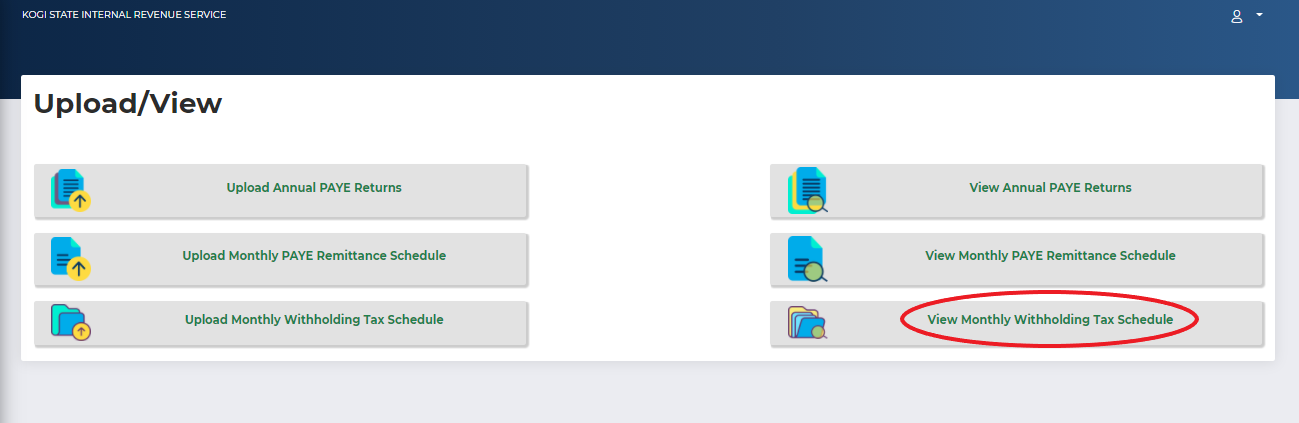 KOGI STATE INTERNAL REVENUE SERVICE
Upload/View
Upload Annual PAYE Returns
View Annual PAYE Returns
Upload Monthly PAYE Remittance Schedule
View Monthly PAYE Remittance Schedule
Upload Monthly Withholding Tax Schedule
View Monthly Withholding Tax Schedule